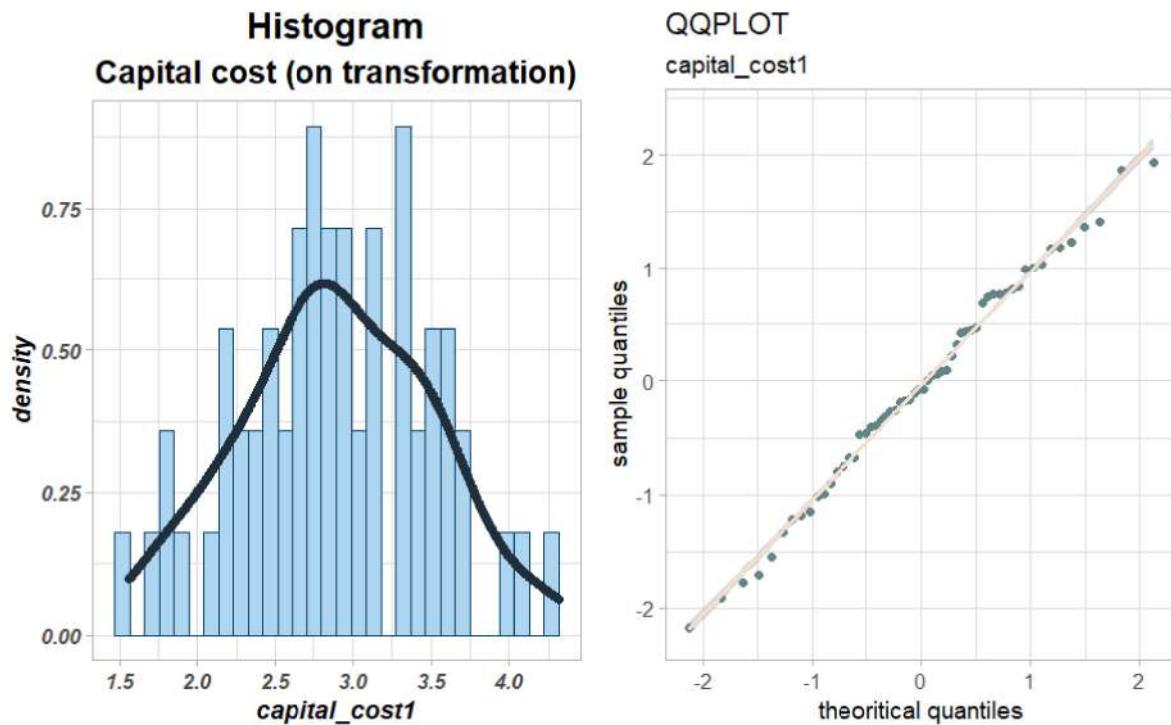 Histogram
Capital cost (on transformation)
density
0.75
0.50
0.25
0.00
1.5 2.0 2.5 3.0 3.5 4.0
capital_cost1
QQPLOT
capital_cost1
sample quantiles
2
1
0
-1
-2
-2 -1 0 1 2
theoritical quantiles